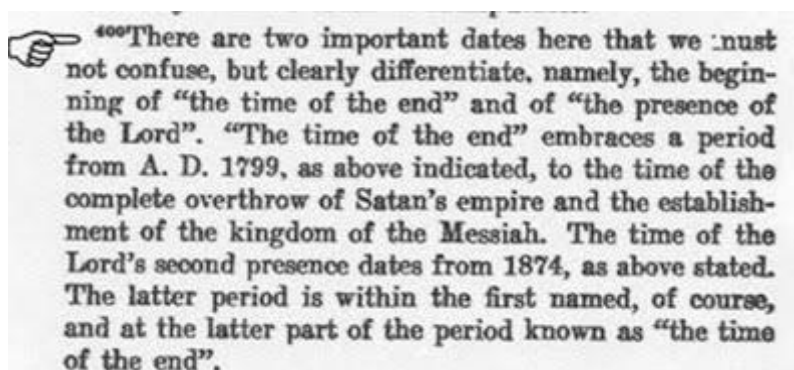 ⁴⁰⁰There are two important dates here that we must
not confuse, but clearly differentiate, namely, the begin-
ning of “the time of the end” and of “the presence of
the Lord”. “The time of the end” embraces a period
from A. D. 1799, as above indicated, to the time of the
complete overthrow of Satan’s empire and the establish-
ment of the kingdom of the Messiah. The time of the
Lord’s second presence dates from 1874, as above stated.
The latter period is within the first named, of course,
and at the latter part of the period known as “the time
of the end”.